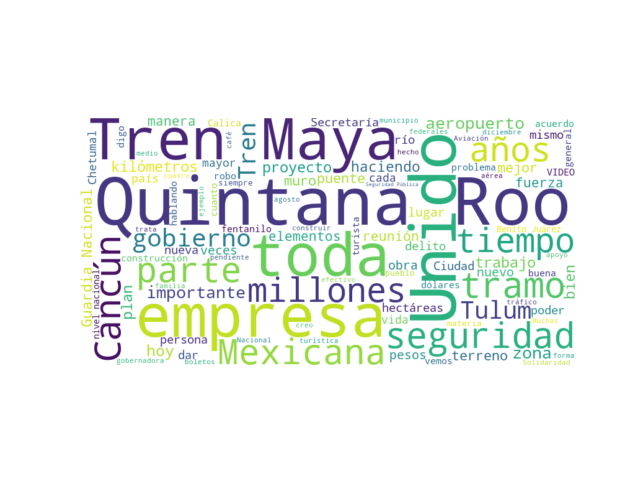 manera
Calica
Secretaría
municipio
aeropuerto
acuerdo
Tren Maya
Tren
río
federales
diciembre
Aviación
mismo
general
Chetumal
digo
medio
café
hecho
años
kilómetros
mayor
proyecto
haciendo
problema
mejor
VIDEO
país
rustro
robo
siempre
muro
puente
cada
Seguridad Pública
aérea
fuerza
Quintana Roo
Unido
hablando
ejemplo
cuanto
agosto
lugar
Guardia Nacional
trata
fentanilo
construir
turista
Benito Juárez
gobierno
elementos
reunión
tiempo
nueva
veces
delito
construcción
pendiente
toda
obra
Ciudad
trabajo
apoyo
Cancún
parte
efectivo
pueblo
nuevo
buena
bien
nivel nacional
plan
millones
dólares
tramo
importante
hectáreas
tráfico
familia
empresa
vida
Tulum
poder
Muchas
persona
creo
materia
seguridad
hoy
Mexicana
pesos
terreno
zona
forma
dar
Nacional
turística
vemos
gobernadora
boletos
Solidaridad